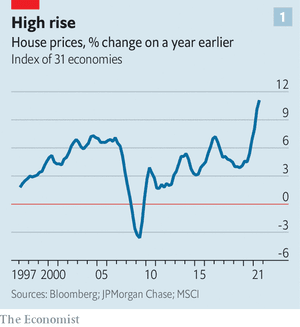 High rise
1
House prices, % change on a year earlier
Index of 31 economies
12
9
6
3
0
-3
-6
1997 2000 05 10 15 21
Sources: Bloomberg; JPMorgan Chase; MSCI
The Economist